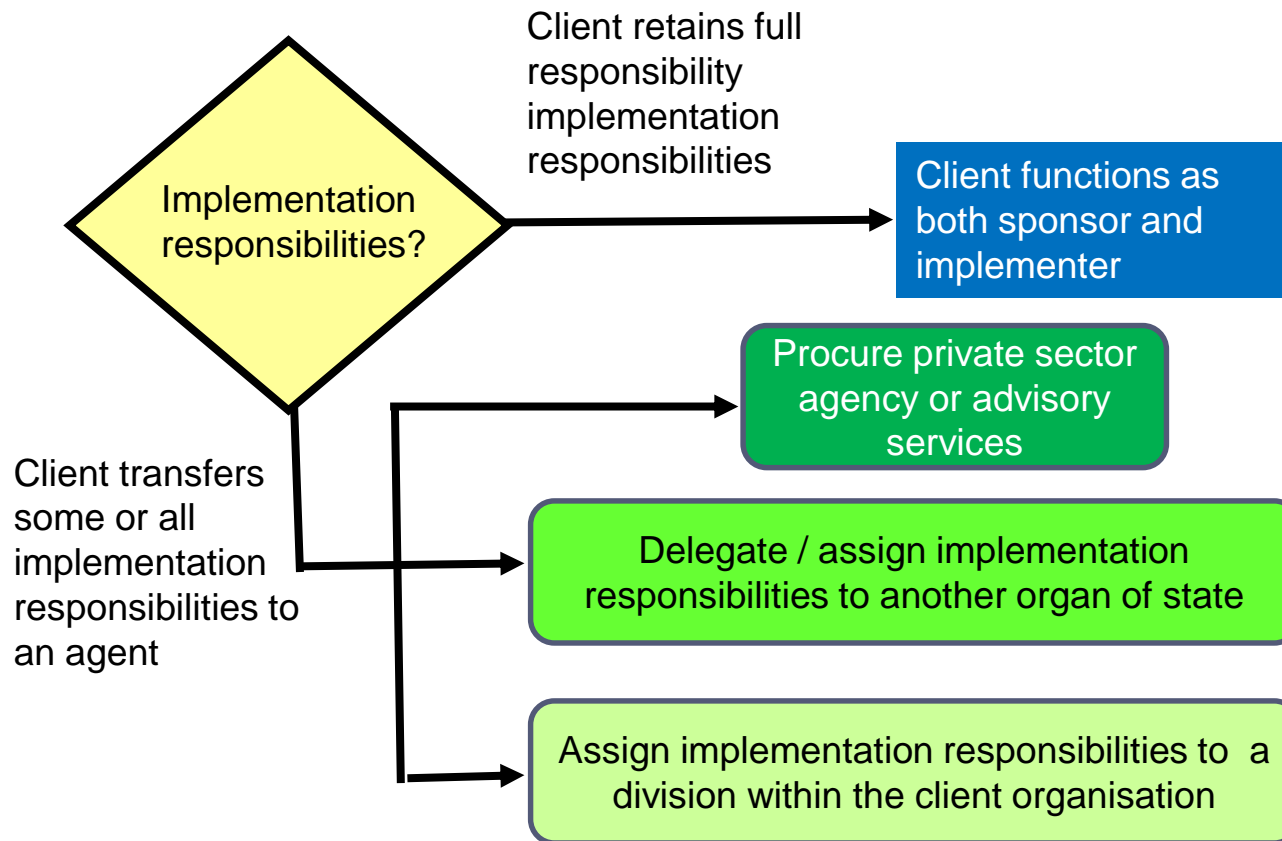 Client retains full
responsibility
implementation
responsibilities
Implementation
responsibilities?
Client functions as
both sponsor and
implementer
Procure private sector
agency or advisory
services
Client transfers
some or all
implementation
responsibilities to
an agent
Delegate / assign implementation
responsibilities to another organ of state
Assign implementation responsibilities to  a
division within the client organisation